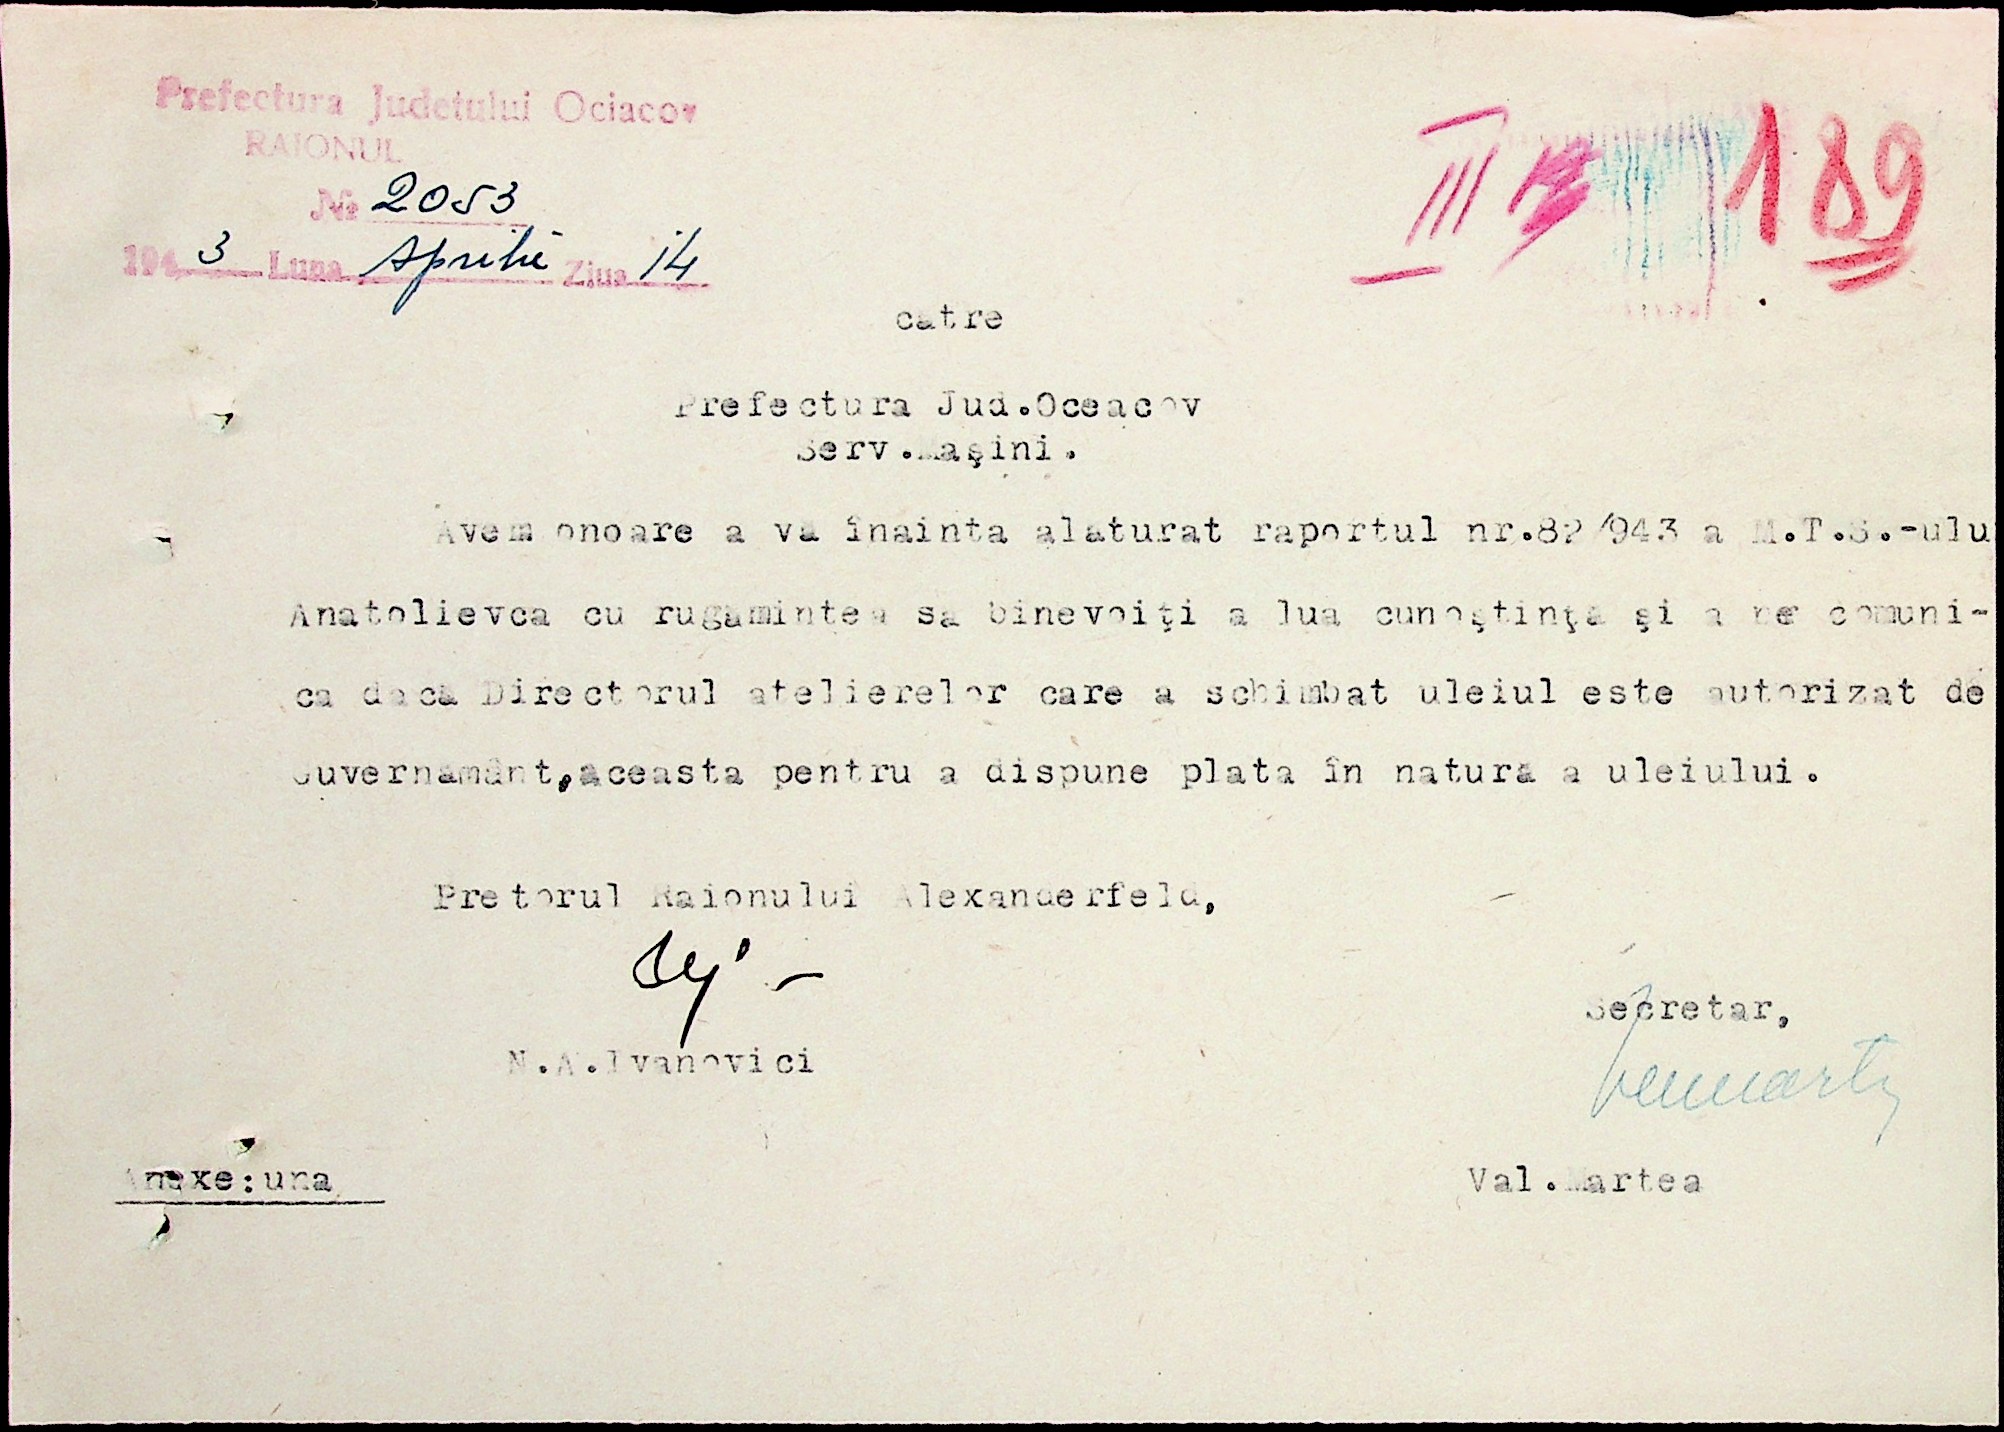 Prefectura Judetului Ociacov
RAIONUL
№ 2053
1943 Luna Aprilie Ziua 14
III 189
catre
Prefectura Jud.Oceacov
Serv.Maşini.
Avem onoare a va înainta alaturat raportul nr.82/943 a M.T.S.-ului
Anatolievca cu rugamintea sa binevoiţi a lua cunoştinţa şi a ne comuni-
ca dacă Directorul atelierelor care a schimbat uleiul este autorizat de
Guvernamânt,aceasta pentru a dispune plata în natura a uleiului.
Pretorul Raionului Alexanderfeld,
N.A.Ivanovici
Secretar,
Val.Martea
Anexe:una